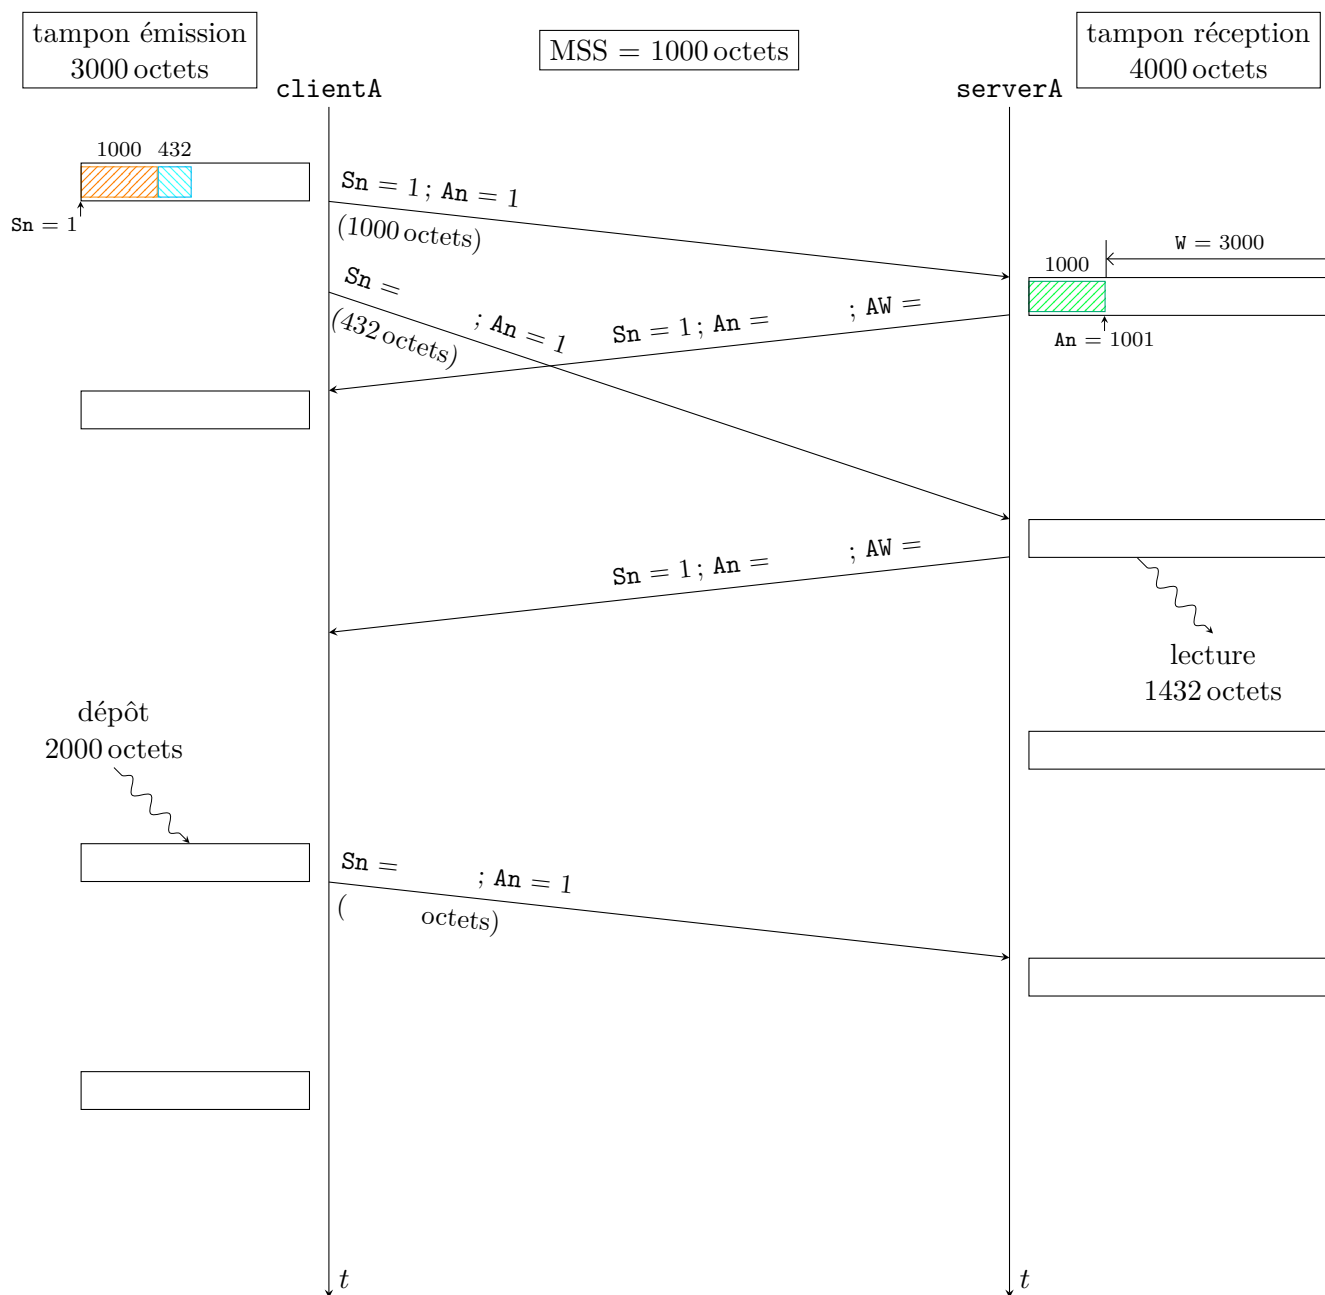 tampon émission
3000 octets
MSS = 1000 octets
tampon réception
4000 octets
clientA
serverA
1000 432
Sn = 1
Sn = 1 ; An = 1
(1000 octets)
W = 3000
1000
An = 1001
Sn = ; An = 1
(432 octets)
Sn = 1 ; An = ; AW =
Sn = 1 ; An = ; AW =
lecture
1432 octets
dépôt
2000 octets
Sn = ; An = 1
( octets)
t
t